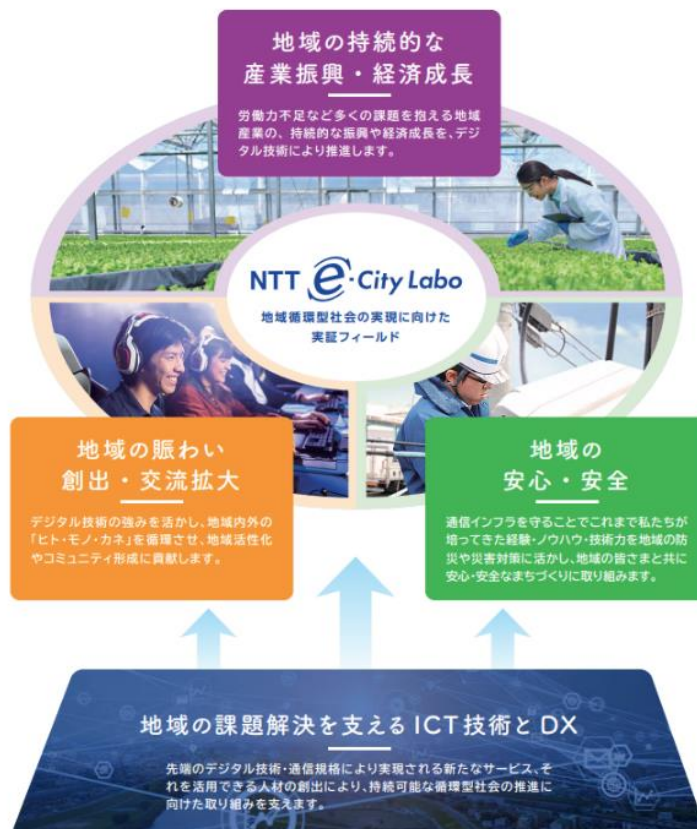 地域の持続的な
産業振興・経済成長
労働力不足など多くの課題を抱える地域
産業の、持続的な振興や経済成長を、デジ
タル技術により推進します。
NTT e-City Labo
地域循環型社会の実現に向けた
実証フィールド
地域の賑わい
創出・交流拡大
デジタル技術の強みを活かし、地域内外の
「ヒト・モノ・カネ」を循環させ、地域活性化
やコミュニティ形成に貢献します。
地域の
安心・安全
通信インフラを守ることでこれまで私たちが
培ってきた経験・ノウハウ・技術力を地域の防
災や災害対策に活かし、地域の皆さまと共に
安心・安全なまちづくりに取り組みます。
地域の課題解決を支えるICT技術とDX
先端のデジタル技術・通信規格により実現される新たなサービス、そ
れを活用できる人材の創出により、持続可能な循環型社会の推進に
向けた取り組みを支えます。